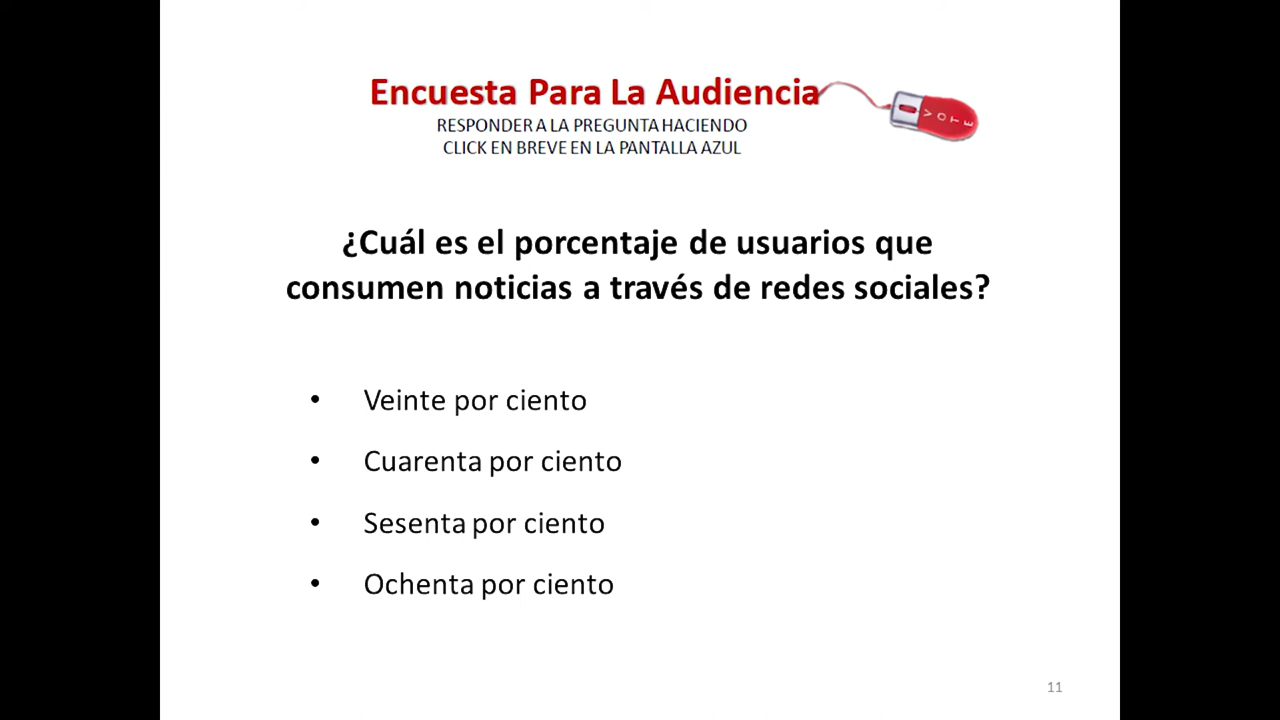 Encuesta Para La Audiencia
RESPONDER A LA PREGUNTA HACIENDO
CLICK EN BREVE EN LA PANTALLA AZUL
VOTE
¿Cuál es el porcentaje de usuarios que
consumen noticias a través de redes sociales?
• Veinte por ciento
• Cuarenta por ciento
• Sesenta por ciento
• Ochenta por ciento
11